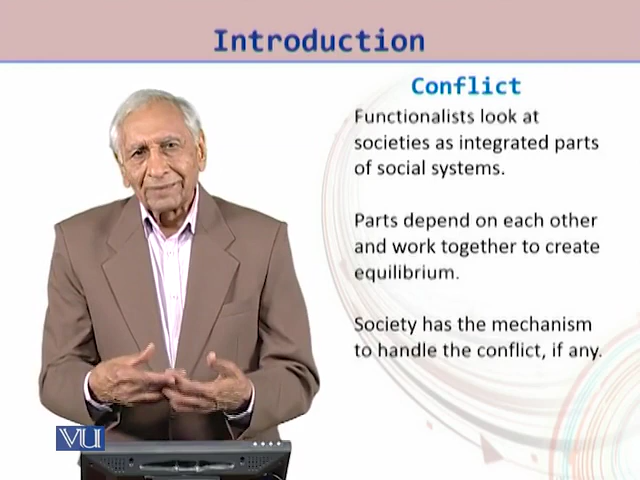 Introduction
Conflict
Functionalists look at
societies as integrated parts
of social systems.
Parts depend on each other
and work together to create
equilibrium.
Society has the mechanism
to handle the conflict, if any.
VU